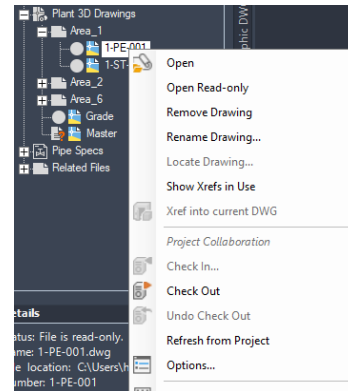 Plant 3D Drawings
Area_1
1-PE-001
1-ST-
Area_2
Area_6
Grade
Master
Pipe Specs
Related Files
phic DW
Open
Open Read-only
Remove Drawing
Rename Drawing...
Locate Drawing...
Show Xrefs in Use
Xref into current DWG
Project Collaboration
Check In...
Check Out
Undo Check Out
Refresh from Project
Options...
etails
atus: File is read-only.
ame: 1-PE-001.dwg
e location: C:\Users\h
umber: 1-PE-001